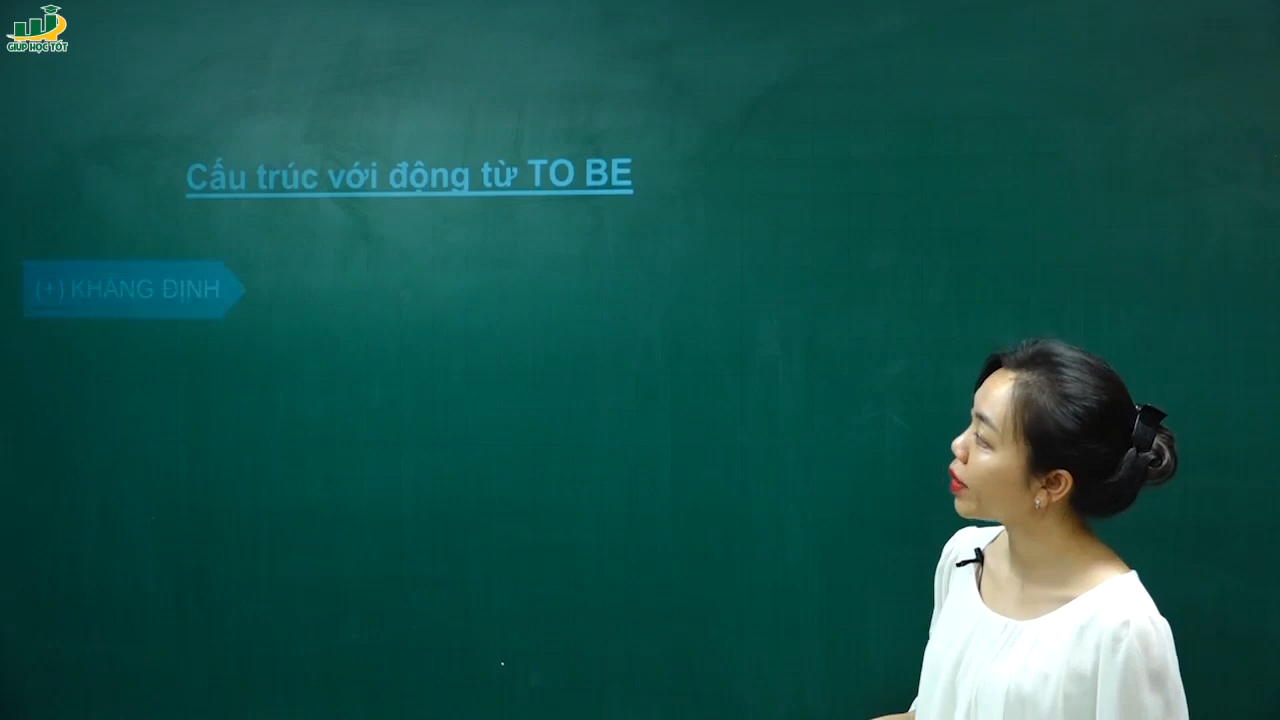 GIÚP HỌC TỐT
Cấu trúc với động từ TO BE
(+) KHẲNG ĐỊNH